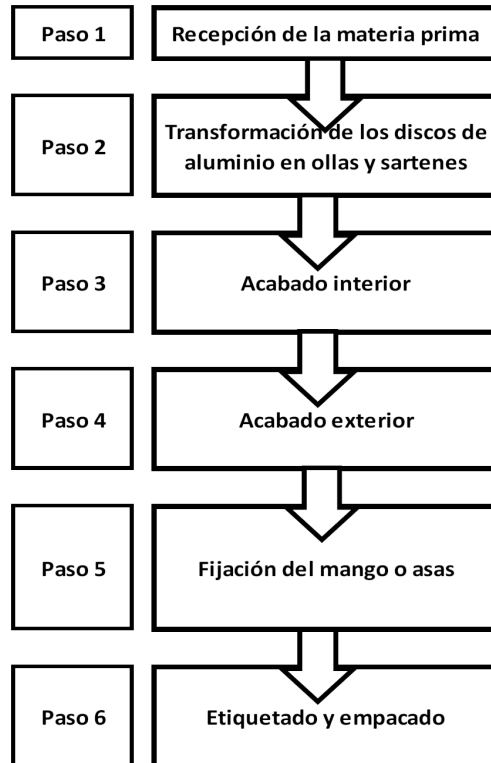 Paso 1
Recepción de la materia prima
Paso 2
Transformación de los discos de
aluminio en ollas y sartenes
Paso 3
Acabado interior
Paso 4
Acabado exterior
Paso 5
Fijación del mango o asas
Paso 6
Etiquetado y empacado